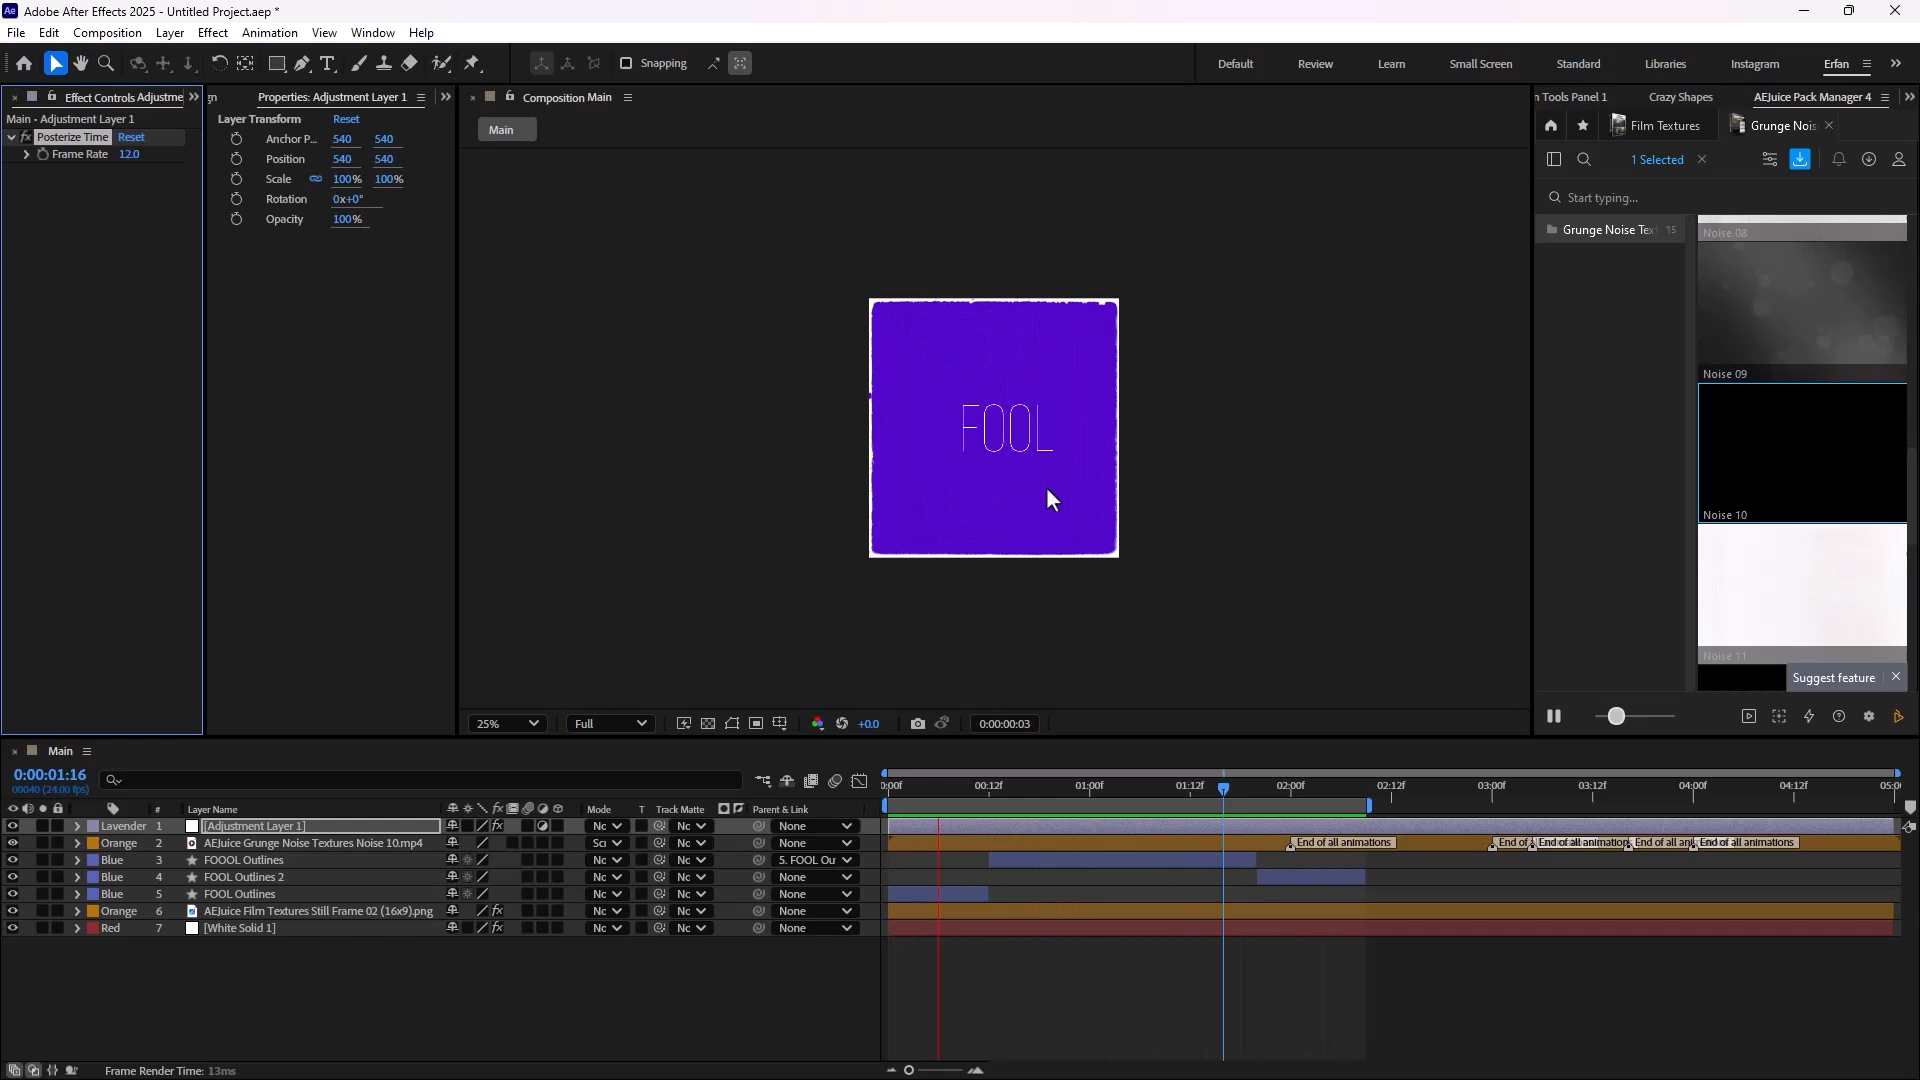 Adobe After Effects 2025 - Untitled Project.aep *
File Edit Composition Layer Effect Animation View Window Help
Snapping
Default Review Learn Small Screen Standard Libraries Instagram Erfan
Effect Controls Adjustme
Main - Adjustment Layer 1
Posterize Time Reset
Frame Rate 12.0
gn
Properties: Adjustment Layer 1
Layer Transform Reset
Anchor P... 540 540
Position 540 540
Scale 100% 100%
Rotation 0x+0°
Opacity 100%
Composition Main
Main
FOOL
25% Full +0.0 0:00:00:03
n Tools Panel 1 Crazy Shapes AEJuice Pack Manager 4
Film Textures Grunge Nois
1 Selected
Start typing...
Grunge Noise Tex 15
Noise 08
Noise 09
Noise 10
Noise 11
Suggest feature
Main
0:00:01:16
00040 (24.00 fps)
# Layer Name Mode T Track Matte Parent & Link
Lavender 1 [Adjustment Layer 1] Nc Nc None
Orange 2 AEJuice Grunge Noise Textures Noise 10.mp4 Sci Nc None
Blue 3 FOOOL Outlines Nc Nc 5. FOOL Ou
Blue 4 FOOL Outlines 2 Nc Nc None
Blue 5 FOOL Outlines Nc Nc None
Orange 6 AEJuice Film Textures Still Frame 02 (16x9).png Nc Nc None
Red 7 [White Solid 1] Nc Nc None
:00f 00:12f 01:00f 01:12f 02:00f 02:12f 03:00f 03:12f 04:00f 04:12f 05:0
End of all animations End of End of all animation End of all ani End of all animations
Frame Render Time: 13ms